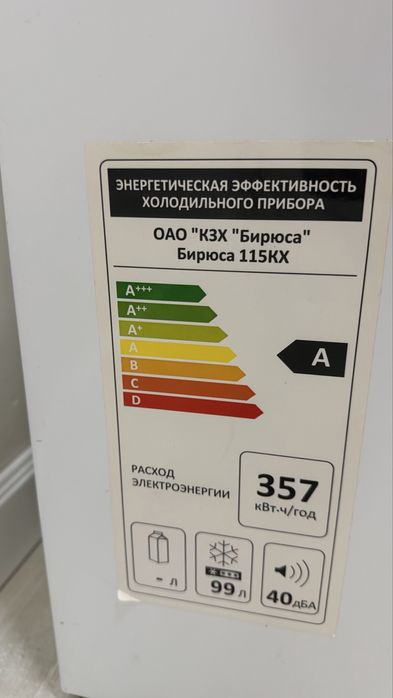 ЭНЕРГЕТИЧЕСКАЯ ЭФФЕКТИВНОСТЬ
ХОЛОДИЛЬНОГО ПРИБОРА
ОАО "КЗХ "Бирюса"
Бирюса 115КХ
A+++
A++
A+
A
B
C
D
A
РАСХОД
ЭЛЕКТРОЭНЕРГИИ
357
кВт·ч/год
- л
99 л
40 дБА